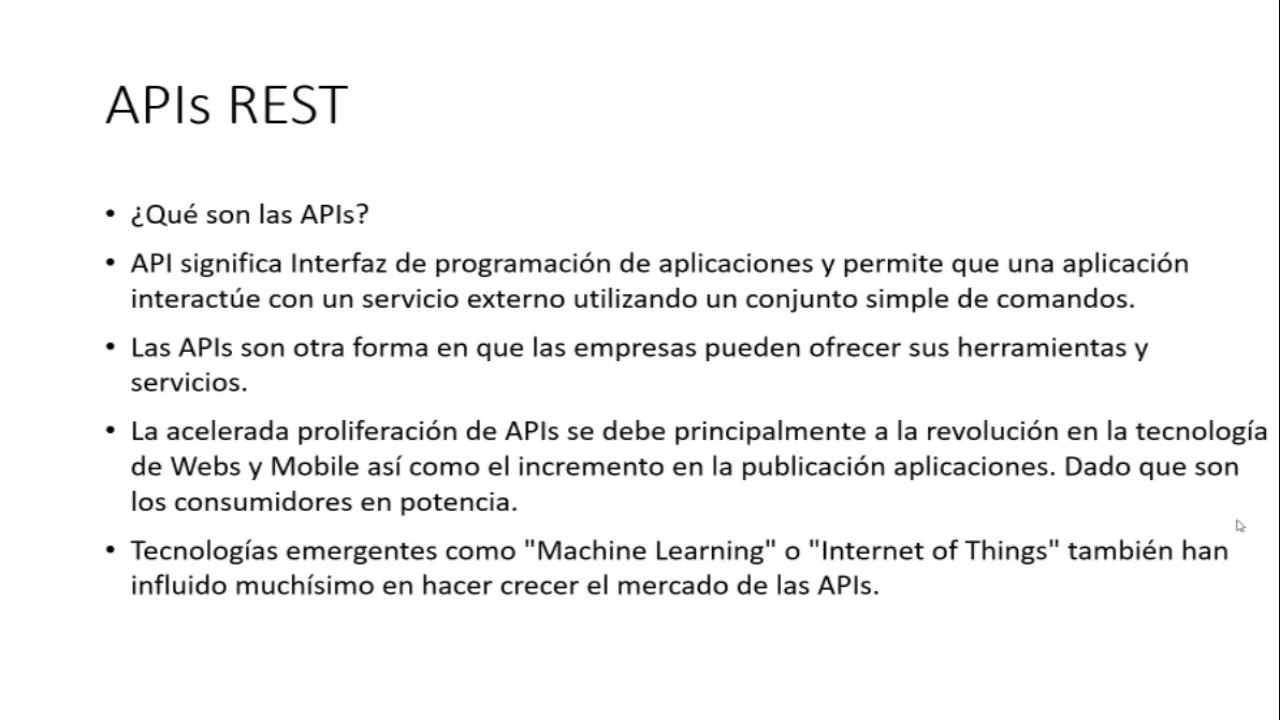 APIs REST
• ¿Qué son las APIs?
• API significa Interfaz de programación de aplicaciones y permite que una aplicación
interactúe con un servicio externo utilizando un conjunto simple de comandos.
• Las APIs son otra forma en que las empresas pueden ofrecer sus herramientas y
servicios.
• La acelerada proliferación de APIs se debe principalmente a la revolución en la tecnología
de Webs y Mobile así como el incremento en la publicación aplicaciones. Dado que son
los consumidores en potencia.
• Tecnologías emergentes como "Machine Learning" o "Internet of Things" también han
influido muchísimo en hacer crecer el mercado de las APIs.